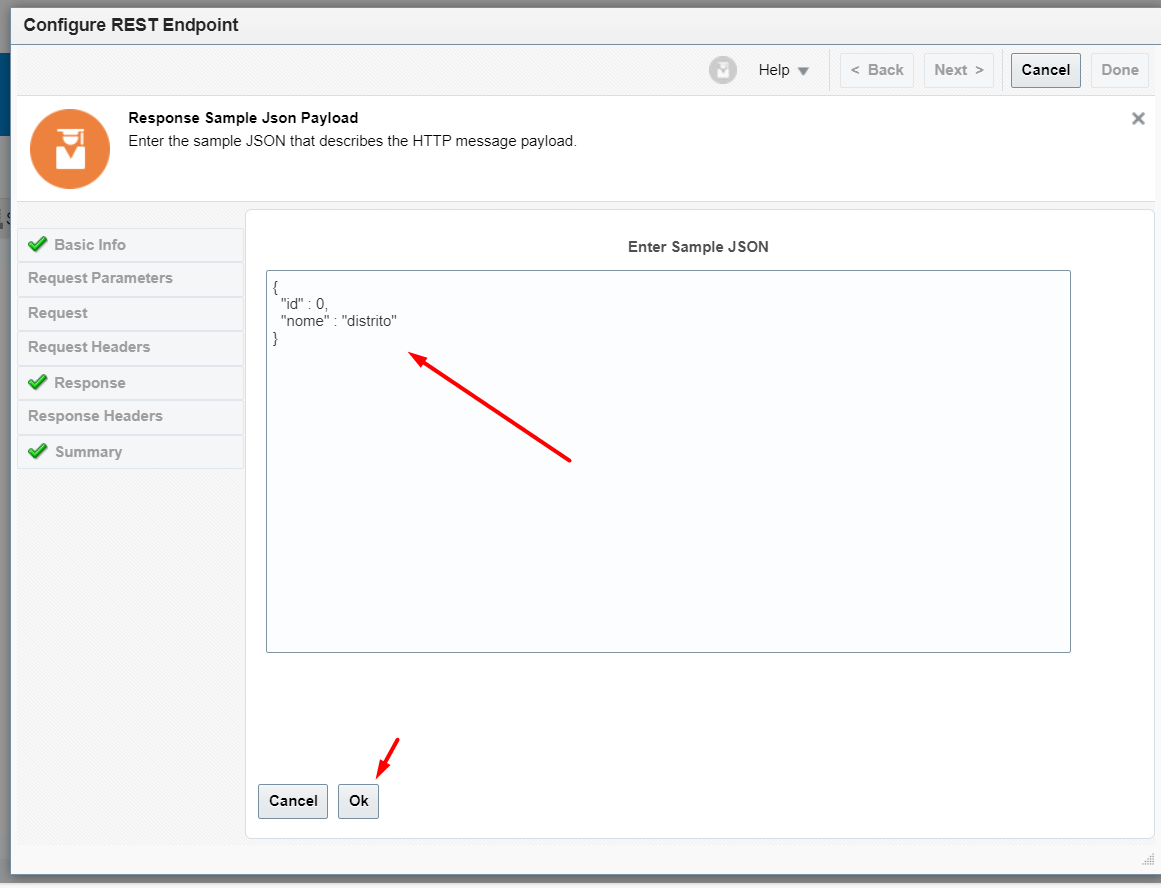 Configure REST Endpoint
Help
< Back
Next >
Cancel
Done
Response Sample Json Payload
Enter the sample JSON that describes the HTTP message payload.
Basic Info
Request Parameters
Request
Request Headers
Response
Response Headers
Summary
Enter Sample JSON
{
"id" : 0,
"nome" : "distrito"
}
Cancel
Ok